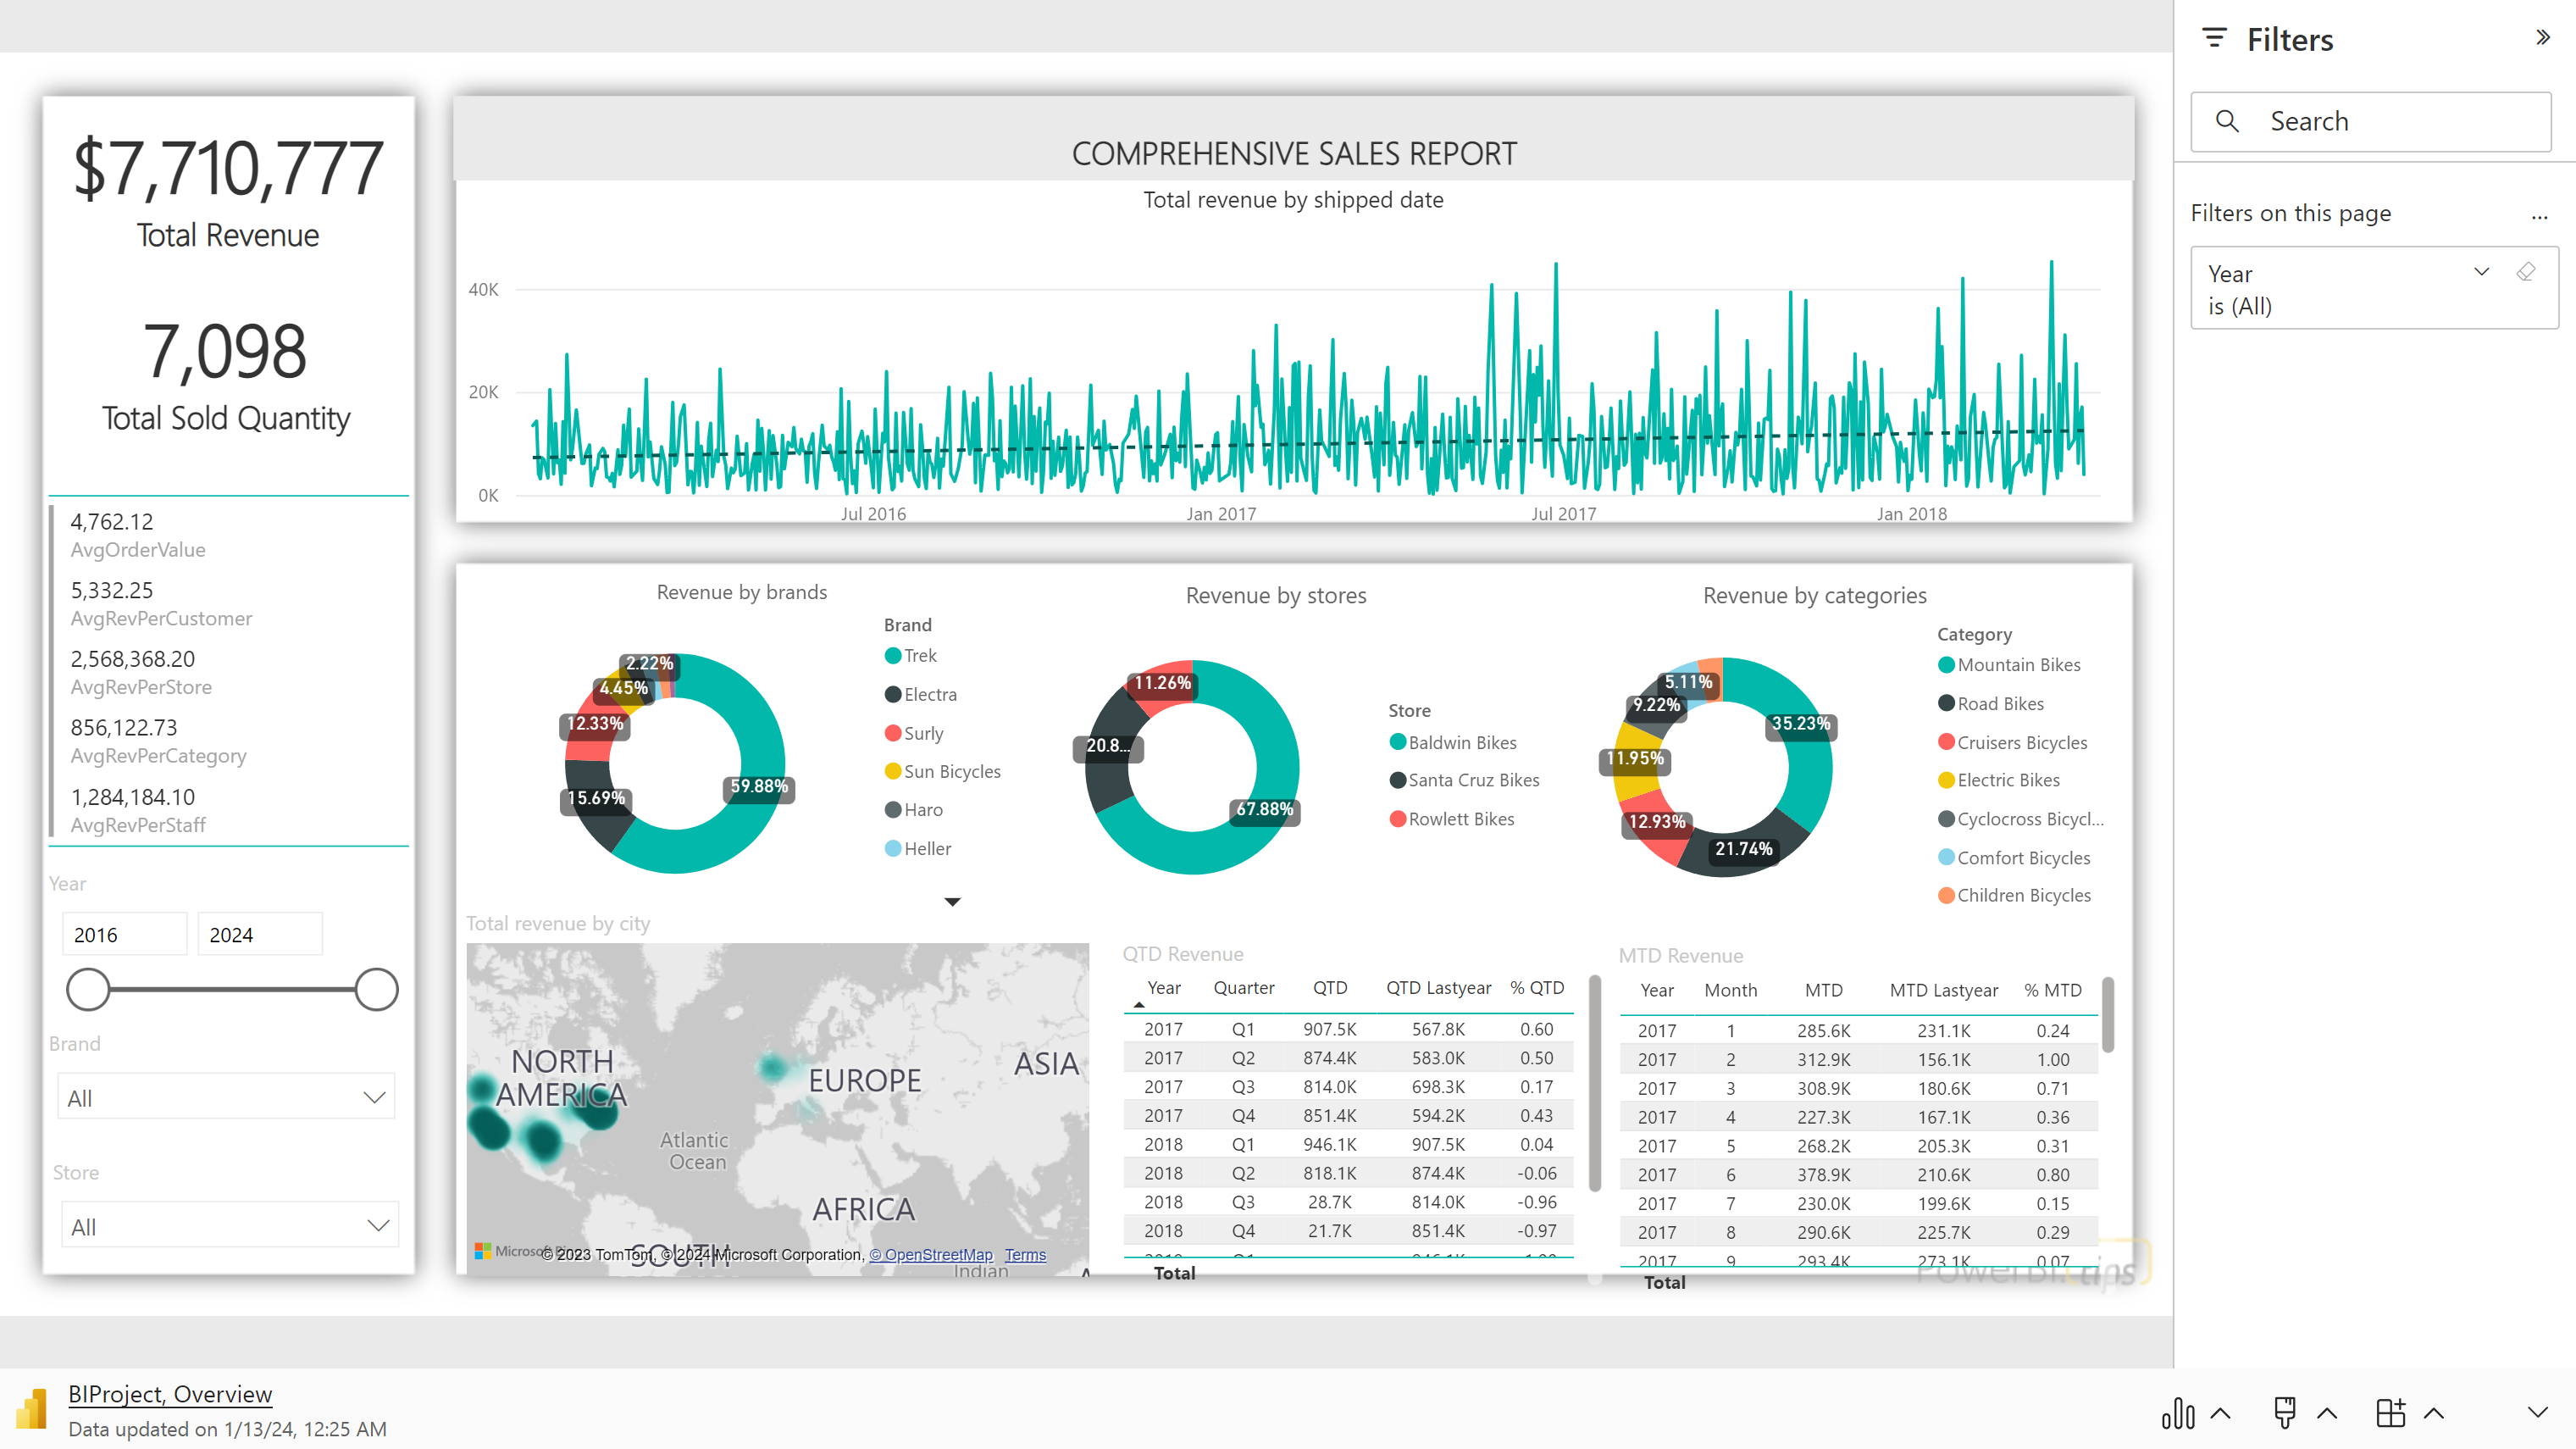 $7,710,777
Total Revenue
7,098
Total Sold Quantity
4,762.12
AvgOrderValue
5,332.25
AvgRevPerCustomer
2,568,368.20
AvgRevPerStore
856,122.73
AvgRevPerCategory
1,284,184.10
AvgRevPerStaff
Year
2016 2024
Brand
All
Store
All
COMPREHENSIVE SALES REPORT
Total revenue by shipped date
40K
20K
0K
Jul 2016 Jan 2017 Jul 2017 Jan 2018
Revenue by brands
2.22%
4.45%
12.33%
15.69%
59.88%
Brand
Trek
Electra
Surly
Sun Bicycles
Haro
Heller
Revenue by stores
11.26%
20.8...
67.88%
Store
Baldwin Bikes
Santa Cruz Bikes
Rowlett Bikes
Revenue by categories
5.11%
9.22%
35.23%
11.95%
12.93%
21.74%
Category
Mountain Bikes
Road Bikes
Cruisers Bicycles
Electric Bikes
Cyclocross Bicycl...
Comfort Bicycles
Children Bicycles
Total revenue by city
NORTH
AMERICA
EUROPE
ASIA
Atlantic
Ocean
AFRICA
SOUTH
Indian
Microsoft
© 2023 TomTom, © 2024 Microsoft Corporation, © OpenStreetMap Terms
QTD Revenue
Year Quarter QTD QTD Lastyear % QTD
2017 Q1 907.5K 567.8K 0.60
2017 Q2 874.4K 583.0K 0.50
2017 Q3 814.0K 698.3K 0.17
2017 Q4 851.4K 594.2K 0.43
2018 Q1 946.1K 907.5K 0.04
2018 Q2 818.1K 874.4K -0.06
2018 Q3 28.7K 814.0K -0.96
2018 Q4 21.7K 851.4K -0.97
Total
MTD Revenue
Year Month MTD MTD Lastyear % MTD
2017 1 285.6K 231.1K 0.24
2017 2 312.9K 156.1K 1.00
2017 3 308.9K 180.6K 0.71
2017 4 227.3K 167.1K 0.36
2017 5 268.2K 205.3K 0.31
2017 6 378.9K 210.6K 0.80
2017 7 230.0K 199.6K 0.15
2017 8 290.6K 225.7K 0.29
2017 9 293.4K 273.1K 0.07
Total
tips
Filters
Search
Filters on this page
...
Year
is (All)
BIProject, Overview
Data updated on 1/13/24, 12:25 AM